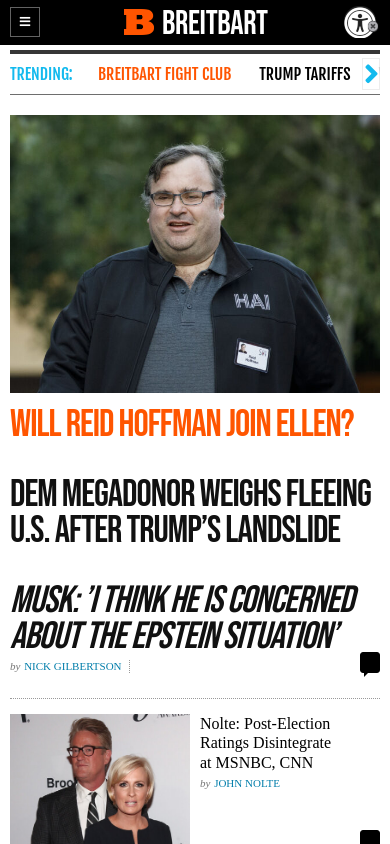 BREITBART
TRENDING: BREITBART FIGHT CLUB TRUMP TARIFFS
HAI
WILL REID HOFFMAN JOIN ELLEN?
DEM MEGADONOR WEIGHS FLEEING
U.S. AFTER TRUMP’S LANDSLIDE
MUSK: ’I THINK HE IS CONCERNED
ABOUT THE EPSTEIN SITUATION’
by NICK GILBERTSON
Nolte: Post-Election
Ratings Disintegrate
at MSNBC, CNN
by JOHN NOLTE